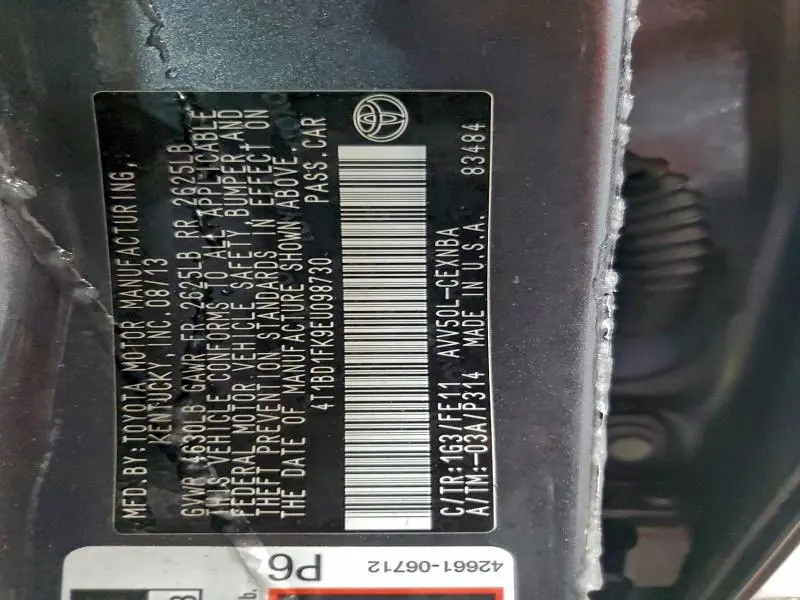 MFD.BY: TOYOTA MOTOR MANUFACTURING,
KENTUCKY, INC. 08/13
GVWR 4630LB GAWR FR 2625LB RR 2625LB
THIS VEHICLE CONFORMS TO ALL APPLICABLE
FEDERAL MOTOR VEHICLE SAFETY, BUMPER, AND
THEFT PREVENTION STANDARDS IN EFFECT ON
THE DATE OF MANUFACTURE SHOWN ABOVE.
4T1BD1FK9EU098730 PASS.CAR
C/TR:1G3/FE11 AVV50L-CEXNBA
A/TM:-03A/P314 MADE IN U.S.A. 83484
P6
42661-06712